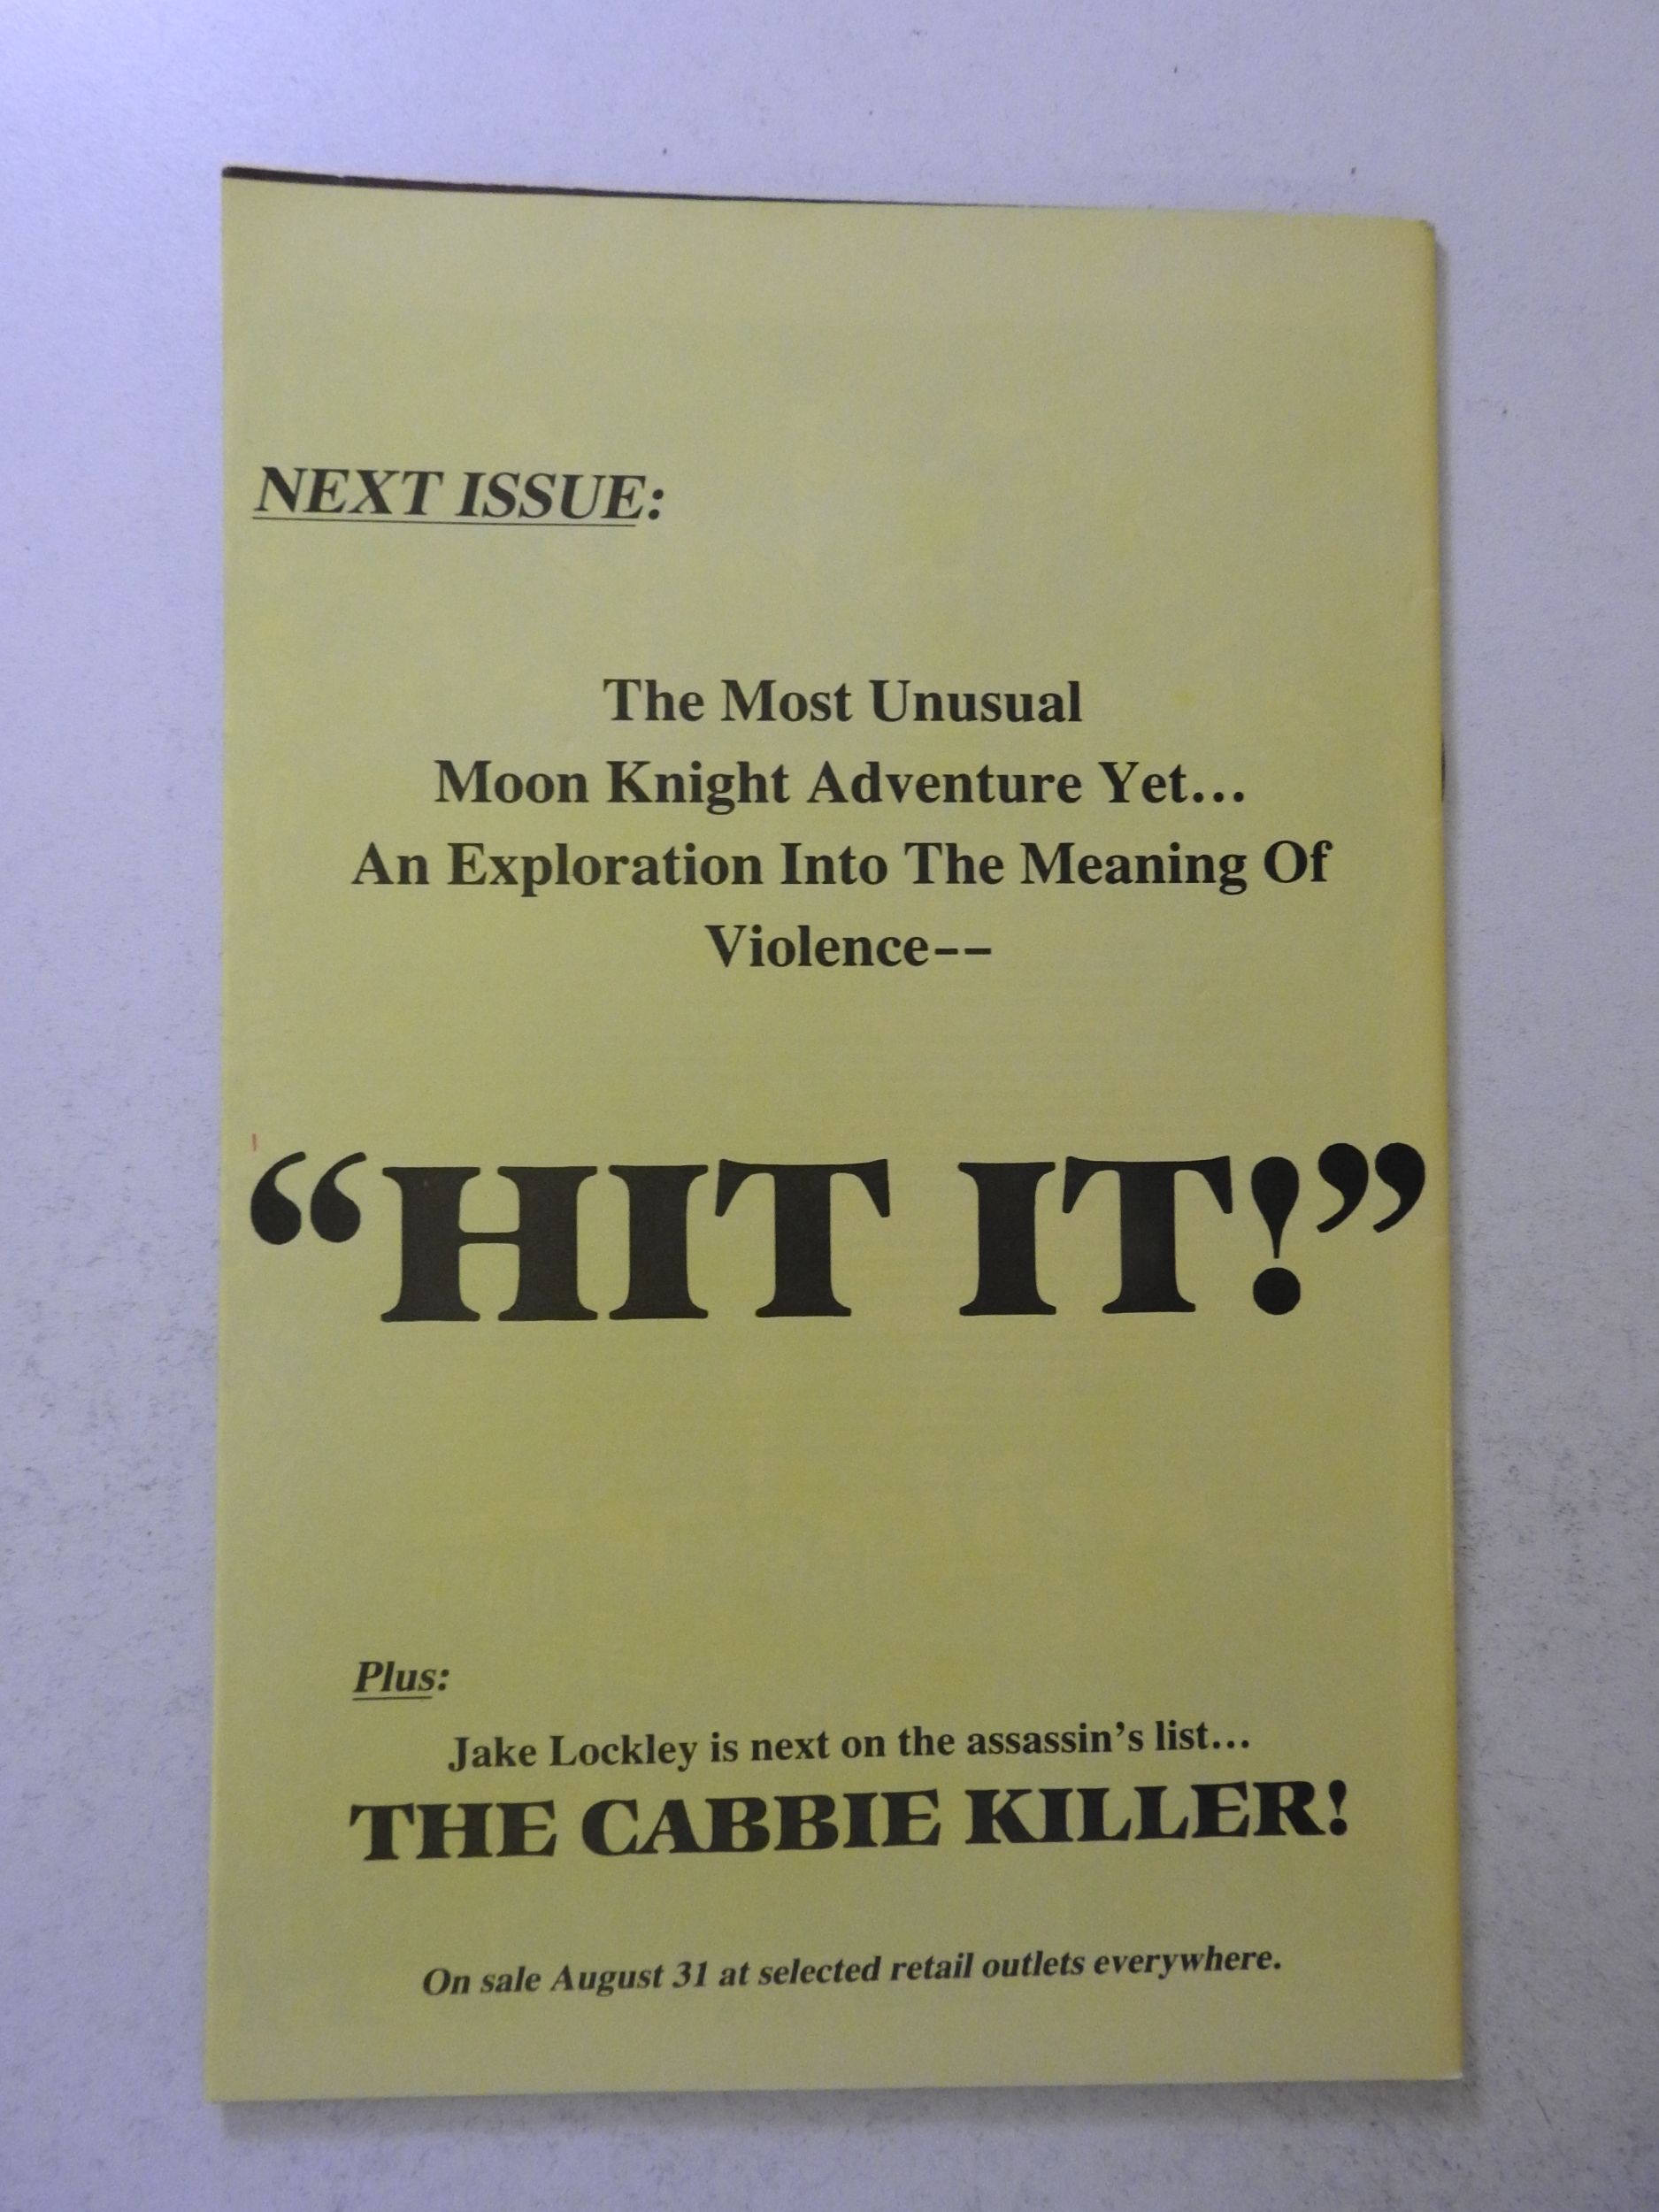 NEXT ISSUE:
The Most Unusual
Moon Knight Adventure Yet...
An Exploration Into The Meaning Of
Violence--
“HIT IT!”
Plus:
Jake Lockley is next on the assassin’s list...
THE CABBIE KILLER!
On sale August 31 at selected retail outlets everywhere.